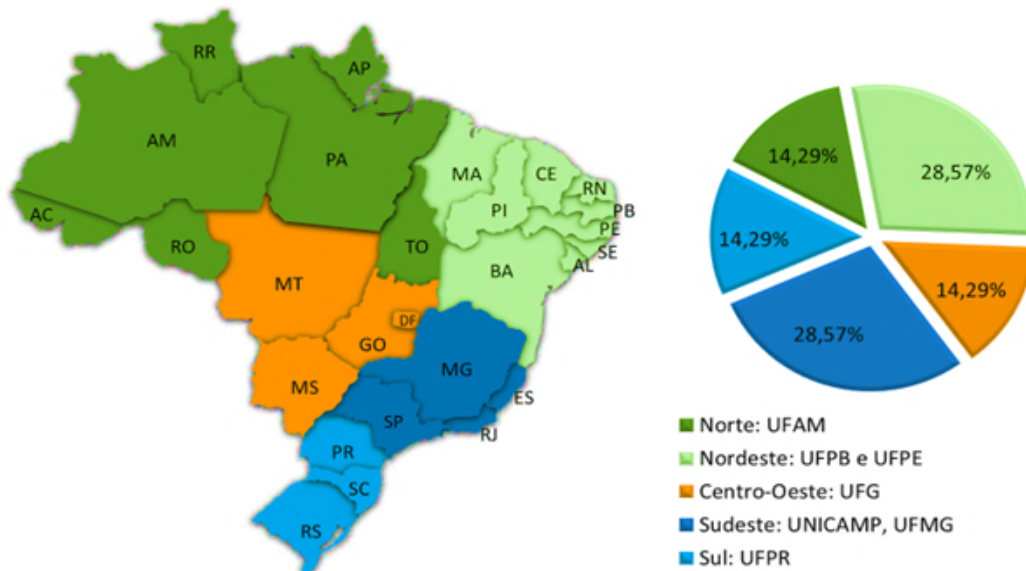 RR
AP
AM
PA
MA
CE
RN
PB
PI
PE
AC
RO
TO
SE
AL
BA
MT
DF
GO
MS
MG
ES
SP
RJ
PR
SC
RS
14,29%
28,57%
14,29%
14,29%
28,57%
Norte: UFAM
Nordeste: UFPB e UFPE
Centro-Oeste: UFG
Sudeste: UNICAMP, UFMG
Sul: UFPR